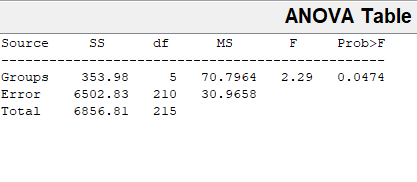 ANOVA Table
Source SS df MS F Prob>F
---------------------------------------------------
Groups 353.98 5 70.7964 2.29 0.0474
Error 6502.83 210 30.9658
Total 6856.81 215